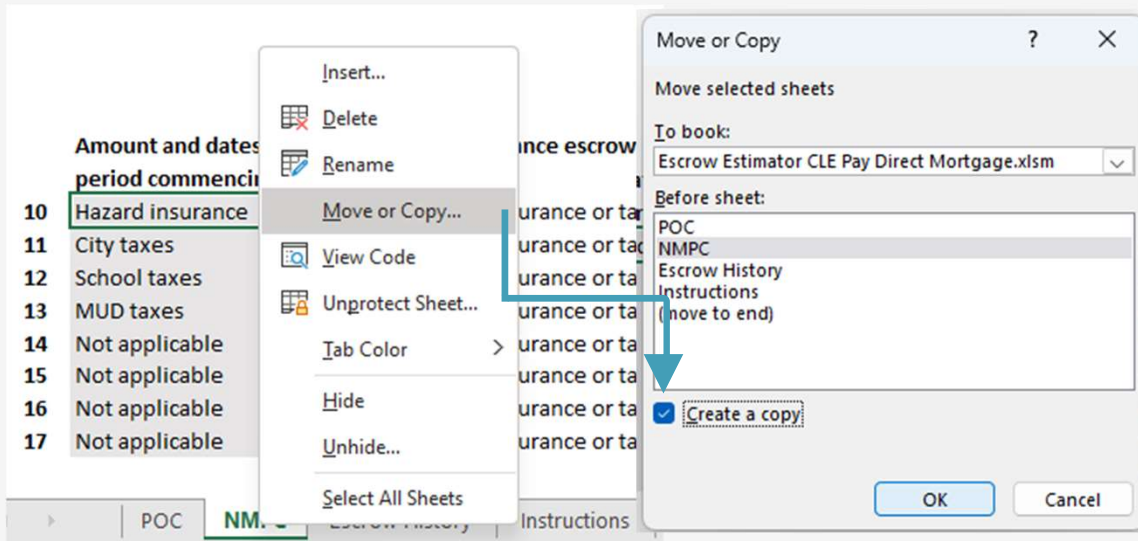 Amount and dates
period commencin
10 Hazard insurance
11 City taxes
12 School taxes
13 MUD taxes
14 Not applicable
15 Not applicable
16 Not applicable
17 Not applicable
Insert...
Delete
Rename
Move or Copy...
View Code
Unprotect Sheet...
Tab Color
Hide
Unhide...
Select All Sheets
ance escrow
urance or ta
urance or ta
urance or ta
urance or ta
urance or ta
urance or ta
urance or ta
urance or ta
POC NM Escrow History Instructions
Move or Copy ?
Move selected sheets
To book:
Escrow Estimator CLE Pay Direct Mortgage.xlsm
Before sheet:
POC
NMPC
Escrow History
Instructions
(move to end)
Create a copy
OK Cancel